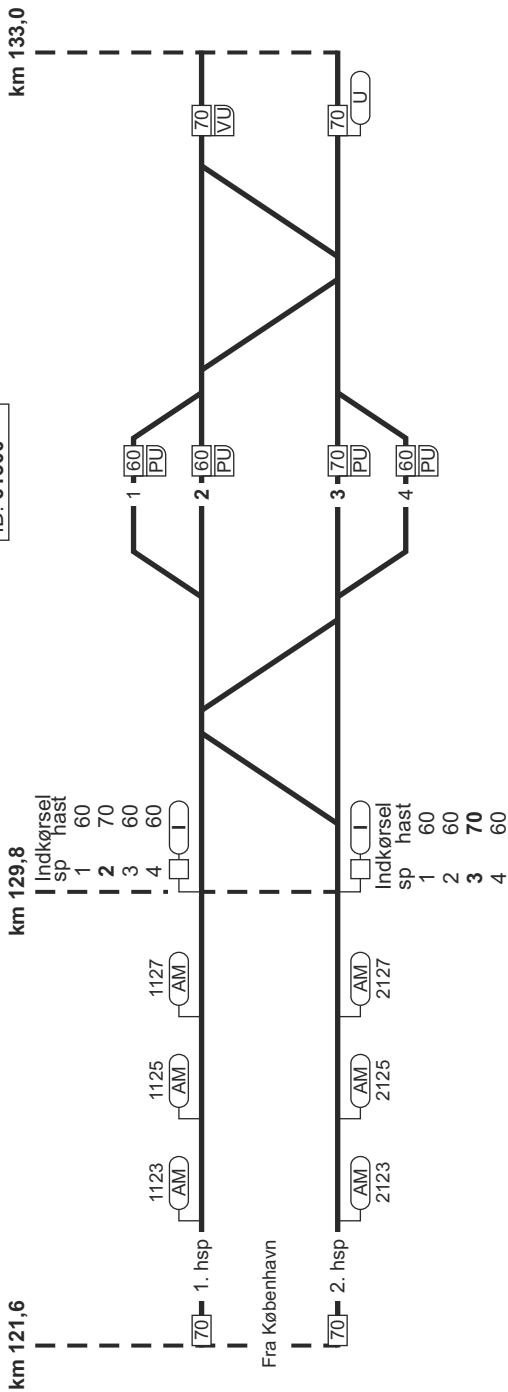 ID:
km 121,6
km 129,8
km 133,0
Indkørsel
sp hast
1 60
2 70
3 60
4 60
1123
1125
1127
AM
AM
AM
I
1
60
PU
70
1. hsp
2
60
PU
70
VU
Fra København
70
2. hsp
3
70
PU
70
U
AM
AM
AM
I
2123
2125
2127
4
60
PU
Indkørsel
sp hast
1 60
2 60
3 70
4 60